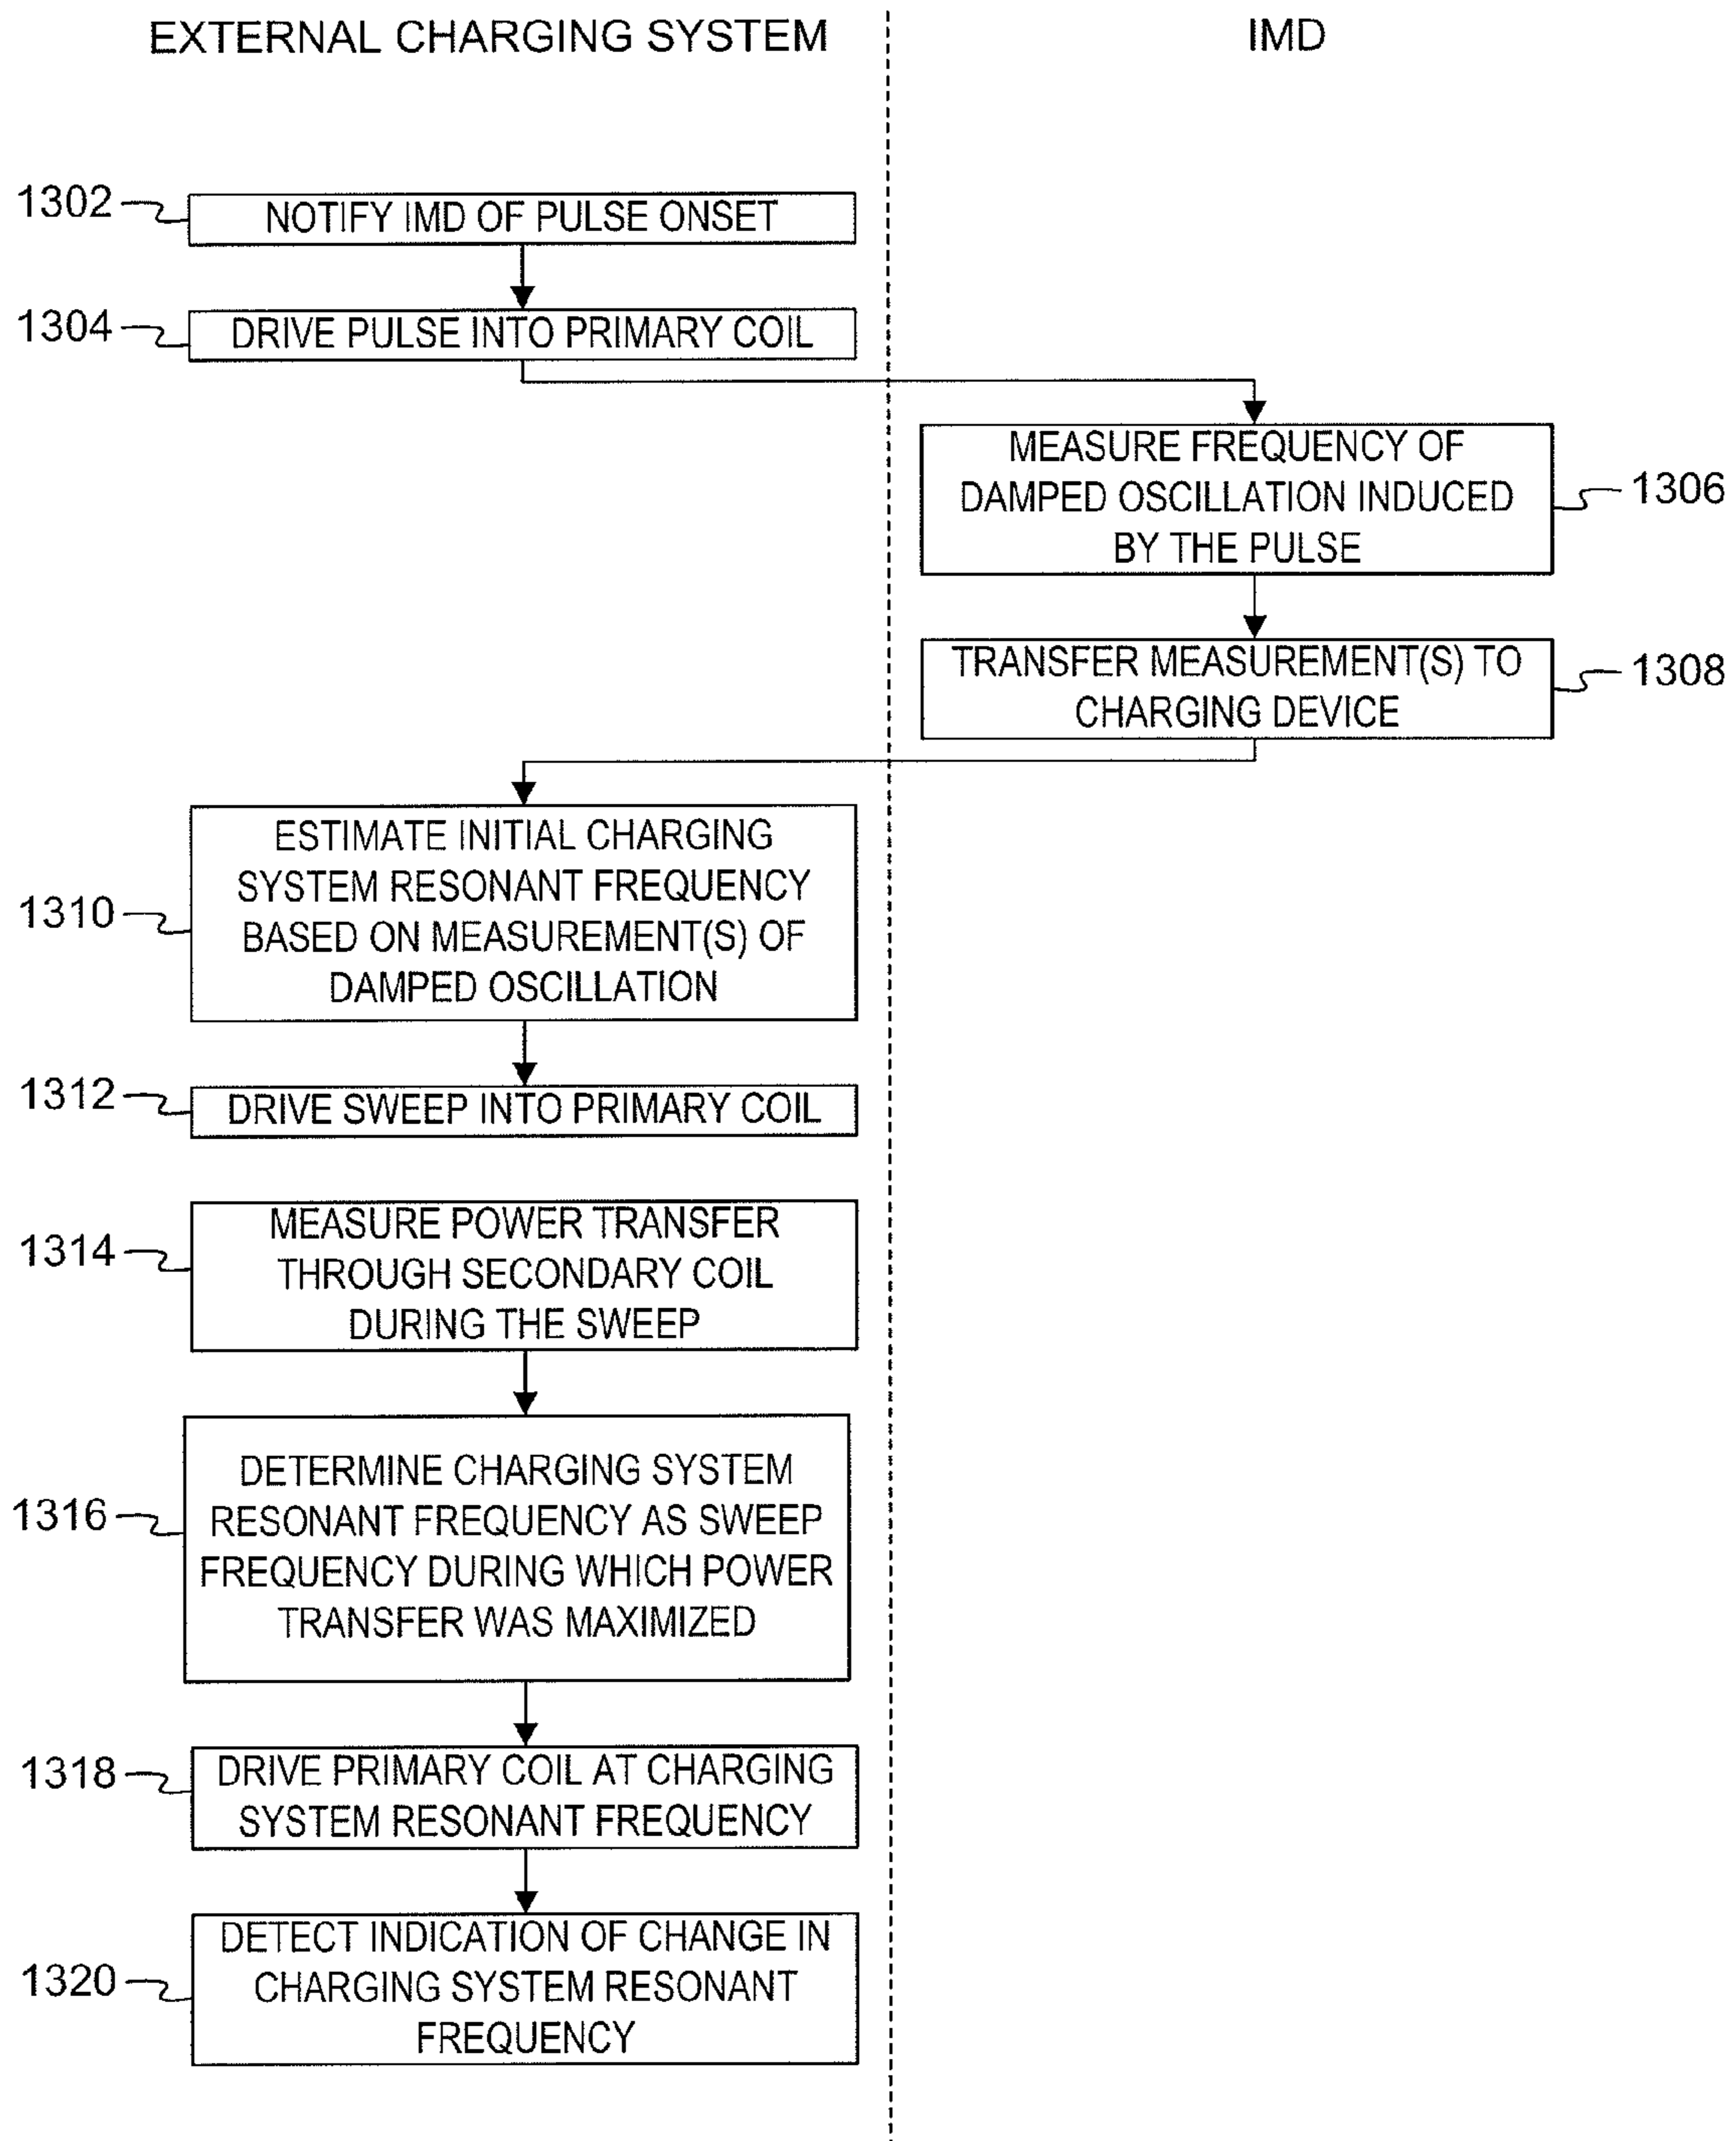 EXTERNAL CHARGING SYSTEM
IMD
1302
NOTIFY IMD OF PULSE ONSET
1304
DRIVE PULSE INTO PRIMARY COIL
MEASURE FREQUENCY OF
DAMPED OSCILLATION INDUCED
BY THE PULSE
1306
TRANSFER MEASUREMENT(S) TO
CHARGING DEVICE
1308
ESTIMATE INITIAL CHARGING
SYSTEM RESONANT FREQUENCY
BASED ON MEASUREMENT(S) OF
DAMPED OSCILLATION
1310
1312
DRIVE SWEEP INTO PRIMARY COIL
1314
MEASURE POWER TRANSFER
THROUGH SECONDARY COIL
DURING THE SWEEP
1316
DETERMINE CHARGING SYSTEM
RESONANT FREQUENCY AS SWEEP
FREQUENCY DURING WHICH POWER
TRANSFER WAS MAXIMIZED
1318
DRIVE PRIMARY COIL AT CHARGING
SYSTEM RESONANT FREQUENCY
1320
DETECT INDICATION OF CHANGE IN
CHARGING SYSTEM RESONANT
FREQUENCY